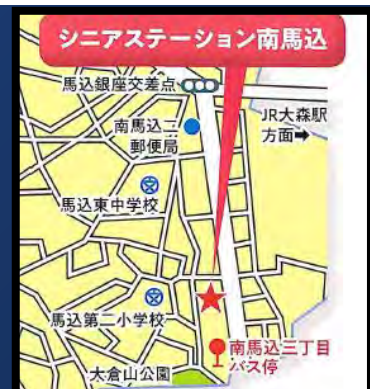 シニアステーション南馬込
馬込銀座交差点
JR大森駅
方面➡
南馬込二
郵便局
馬込東中学校
馬込第二小学校
南馬込三丁目
バス停
大倉山公園